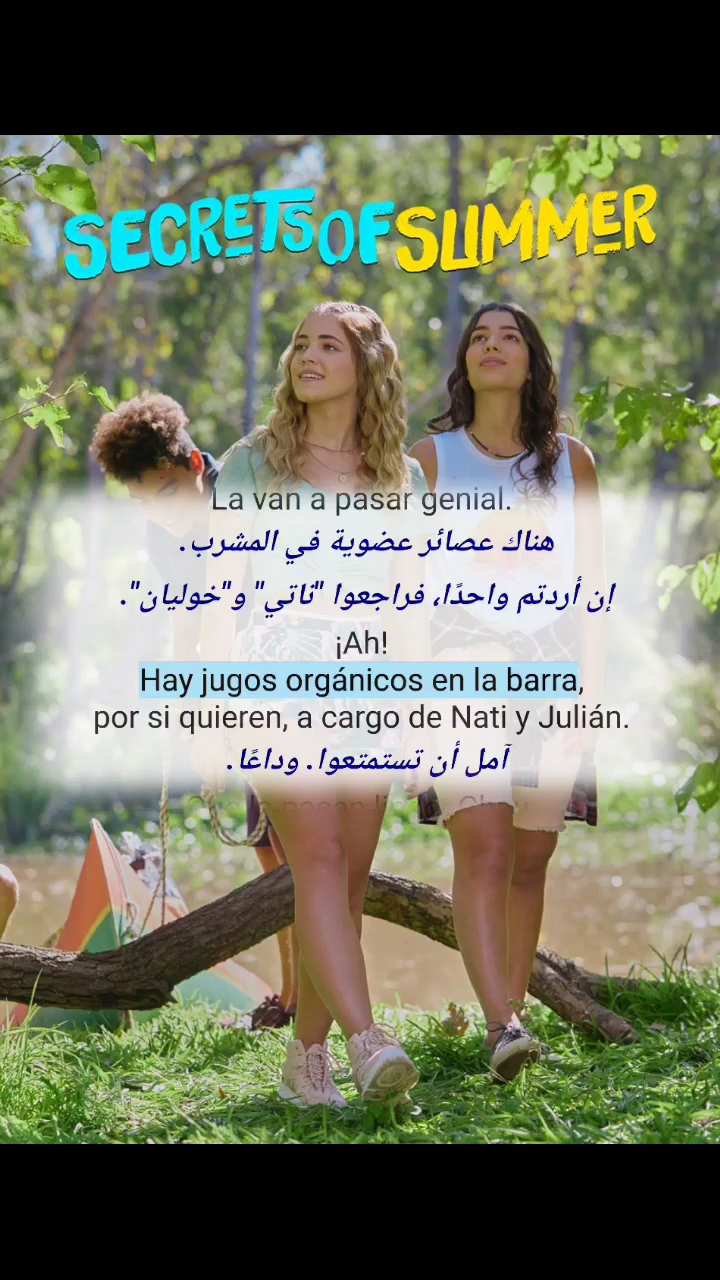 SECRETS OF SUMMER
La van a pasar genial.
هناك عصائر عضوية في المشرب.
إن أردتم واحدًا، فراجعوا "ناتي" و"خوليان".
¡Ah!
Hay jugos orgánicos en la barra,
por si quieren, a cargo de Nati y Julián.
آمل أن تستمتعوا. وداعًا.